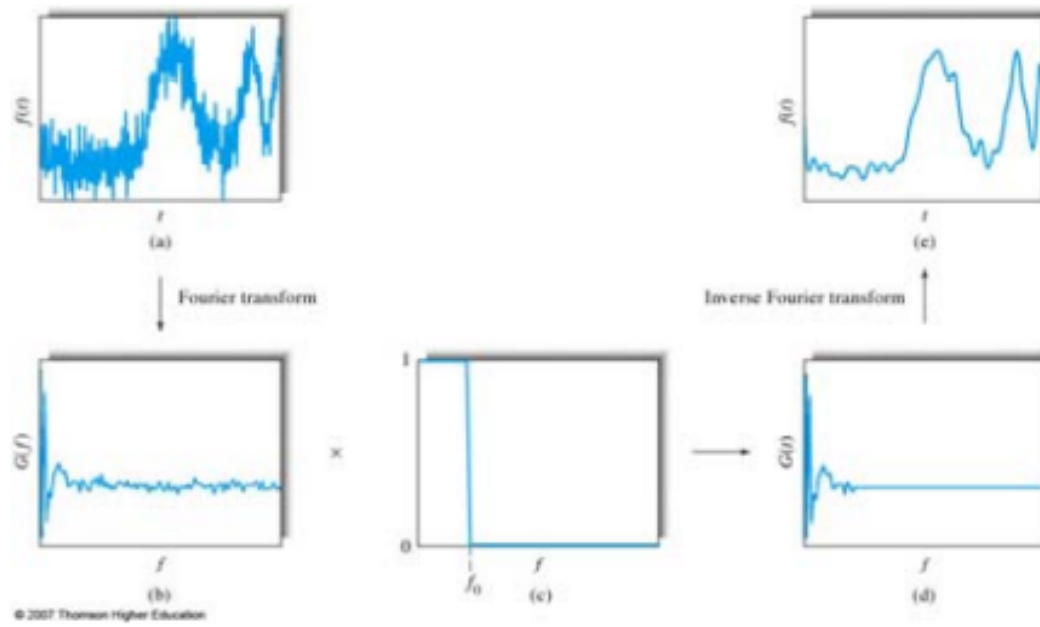 f(t)
t
(a)
Fourier transform
G(f)
f
(b)
×
1
0
f0
f
(c)
f(t)
t
(e)
Inverse Fourier transform
G(t)
f
(d)
© 2007 Thomson Higher Education